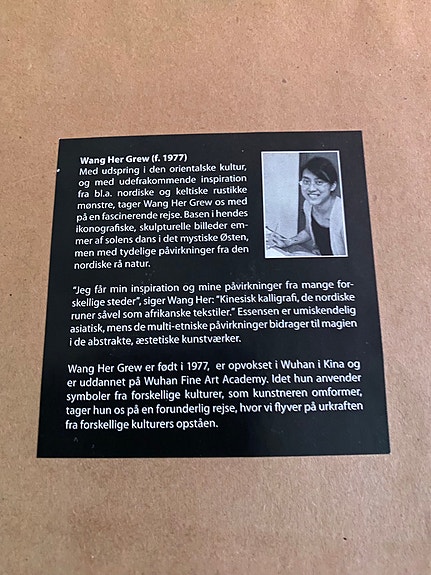 Wang Her Grew (f. 1977)
Med udspring i den orientalske kultur,
og med udefrakommende inspiration
fra bl.a. nordiske og keltiske rustikke
mønstre, tager Wang Her Grew os med
på en fascinerende rejse. Basen i hendes
ikonografiske, skulpturelle billeder em-
mer af solens dans i det mystiske Østen,
men med tydelige påvirkninger fra den
nordiske rå natur.
"Jeg får min inspiration og mine påvirkninger fra mange for-
skellige steder", siger Wang Her: "Kinesisk kalligrafi, de nordiske
runer såvel som afrikanske tekstiler." Essensen er umiskendelig
asiatisk, mens de multi-etniske påvirkninger bidrager til magien
i de abstrakte, æstetiske kunstværker.
Wang Her Grew er født i 1977, er opvokset i Wuhan i Kina og
er uddannet på Wuhan Fine Art Academy. Idet hun anvender
symboler fra forskellige kulturer, som kunstneren omformer,
tager hun os på en forunderlig rejse, hvor vi flyver på urkraften
fra forskellige kulturers opståen.